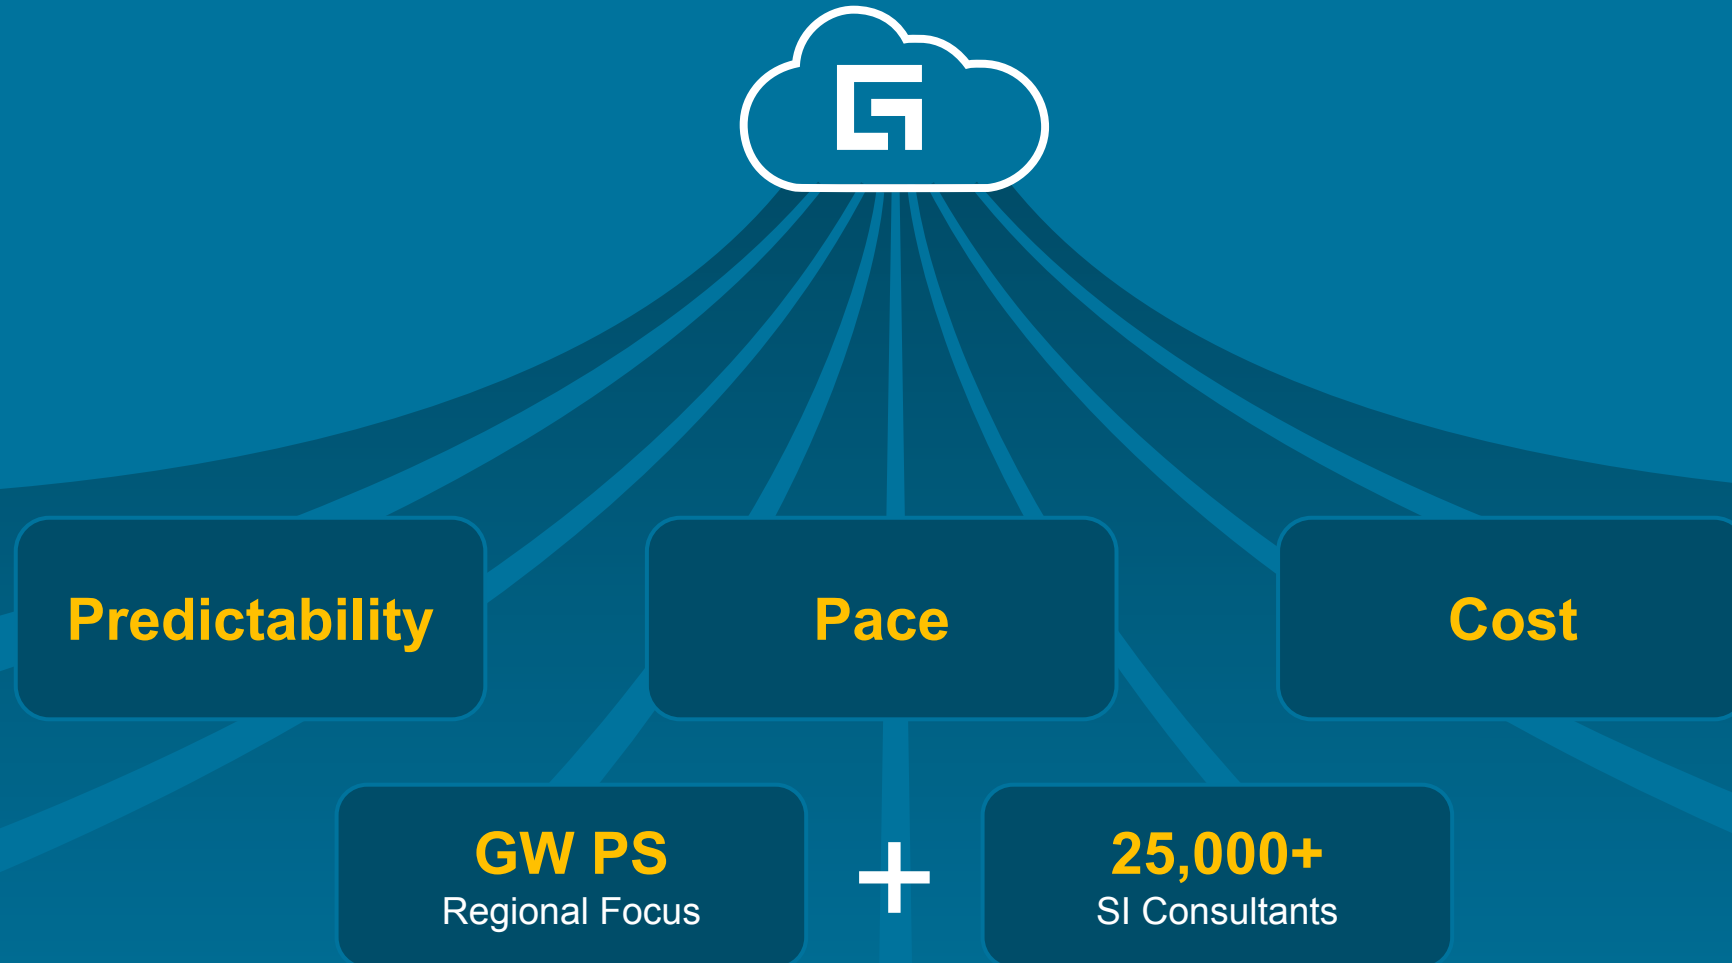 Predictability
Pace
Cost
GW PS
Regional Focus
+
25,000+
SI Consultants